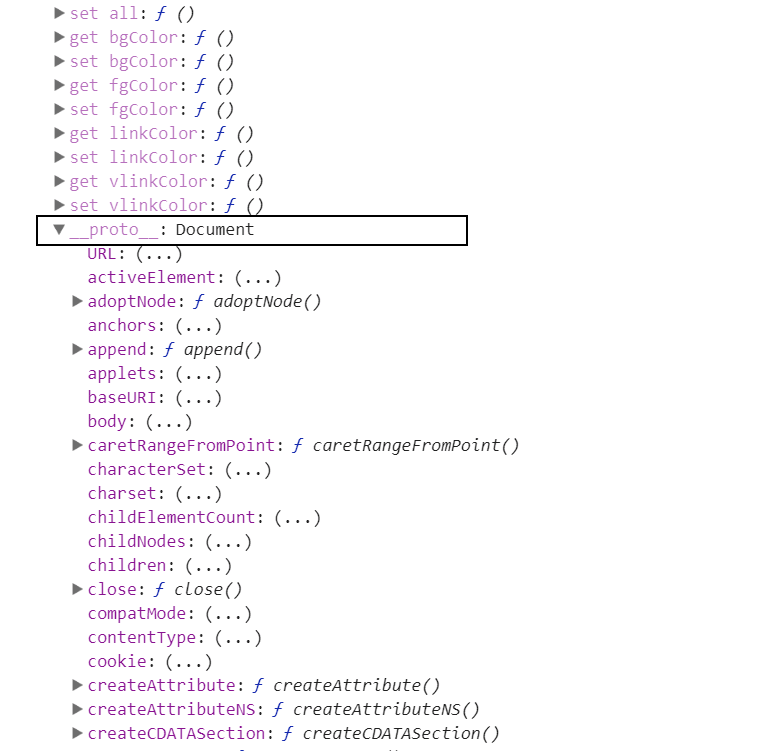 ▶set all: ƒ ()
▶get bgColor: ƒ ()
▶set bgColor: ƒ ()
▶get fgColor: ƒ ()
▶set fgColor: ƒ ()
▶get linkColor: ƒ ()
▶set linkColor: ƒ ()
▶get vlinkColor: ƒ ()
▶set vlinkColor: ƒ ()
▼__proto__: Document
URL: (...)
activeElement: (...)
▶adoptNode: ƒ adoptNode()
anchors: (...)
▶append: ƒ append()
applets: (...)
baseURI: (...)
body: (...)
▶caretRangeFromPoint: ƒ caretRangeFromPoint()
characterSet: (...)
charset: (...)
childElementCount: (...)
childNodes: (...)
children: (...)
▶close: ƒ close()
compatMode: (...)
contentType: (...)
cookie: (...)
▶createAttribute: ƒ createAttribute()
▶createAttributeNS: ƒ createAttributeNS()
▶createCDATASection: ƒ createCDATASection()